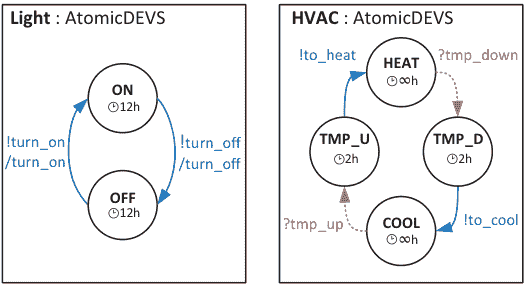 Light : AtomicDEVS
ON
12h
!turn_on
/turn_on
!turn_off
/turn_off
OFF
12h
HVAC : AtomicDEVS
!to_heat
HEAT
∞h
?tmp_down
TMP_U
2h
TMP_D
2h
?tmp_up
COOL
∞h
!to_cool